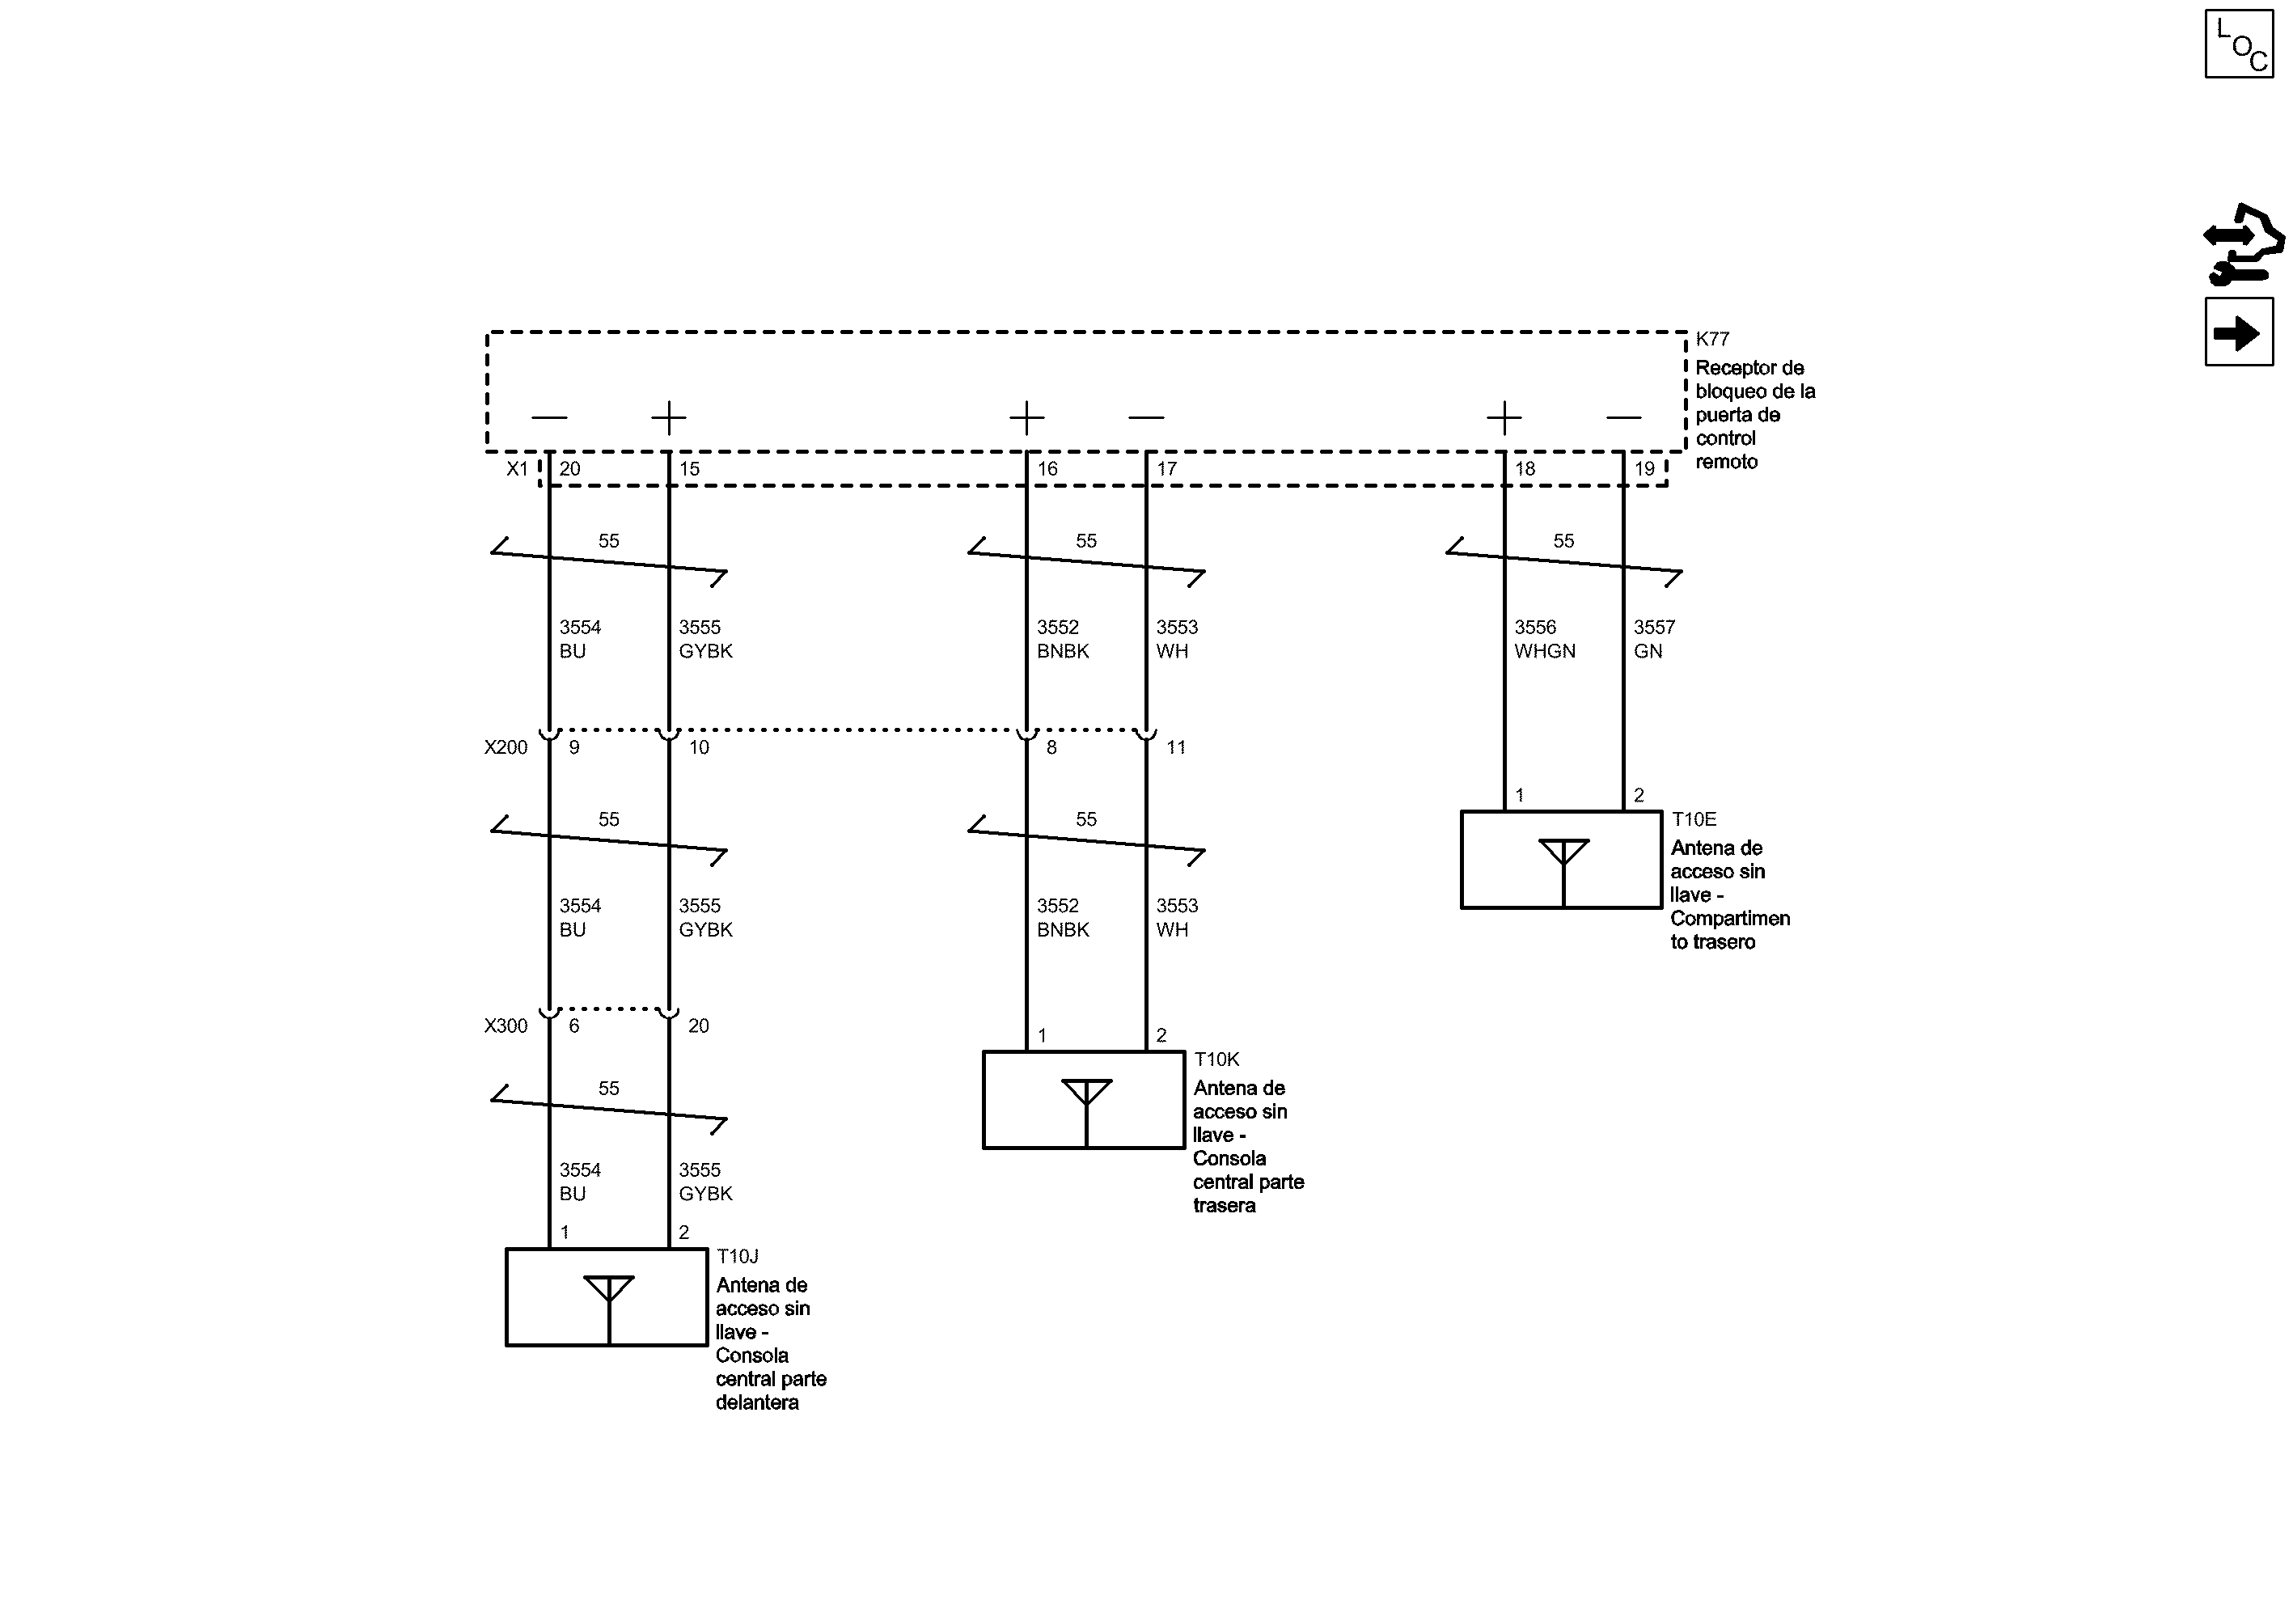 LOC
K77
Receptor de
bloqueo de la
puerta de
control
remoto
X1 20 15 16 17 18 19
55 55 55
3554 3555 3552 3553 3556 3557
BU GYBK BNBK WH WHGN GN
X200 9 10 8 11
1 2
T10E
Antena de
acceso sin
llave -
Compartimen
to trasero
55 55
3554 3555 3552 3553
BU GYBK BNBK WH
X300 6 20
1 2
T10K
Antena de
acceso sin
llave -
Consola
central parte
trasera
55
3554 3555
BU GYBK
1 2
T10J
Antena de
acceso sin
llave -
Consola
central parte
delantera